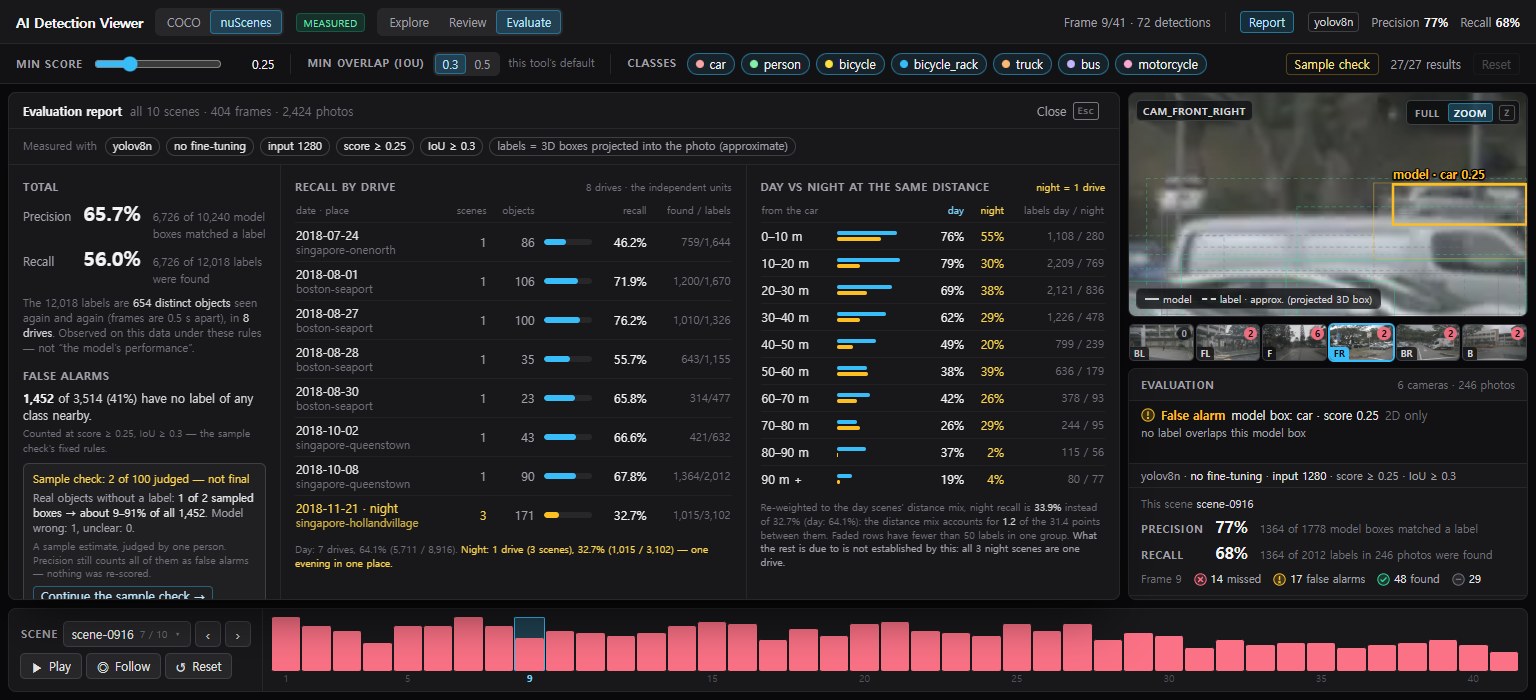 AI Detection Viewer COCO nuScenes MEASURED Explore Review Evaluate Frame 9/41 · 72 detections Report yolov8n Precision 77% Recall 68%
MIN SCORE 0.25 MIN OVERLAP (IOU) 0.3 0.5 this tool's default CLASSES car person bicycle bicycle_rack truck bus motorcycle Sample check 27/27 results Reset
Evaluation report all 10 scenes · 404 frames · 2,424 photos Close Esc
Measured with yolov8n no fine-tuning input 1280 score ≥ 0.25 IoU ≥ 0.3 labels = 3D boxes projected into the photo (approximate)
TOTAL
Precision 65.7% 6,726 of 10,240 model
boxes matched a label
Recall 56.0% 6,726 of 12,018 labels
were found
The 12,018 labels are 654 distinct objects seen
again and again (frames are 0.5 s apart), in 8
drives. Observed on this data under these rules
— not "the model's performance".
FALSE ALARMS
1,452 of 3,514 (41%) have no label of any
class nearby.
Counted at score ≥ 0.25, IoU ≥ 0.3 — the sample
check's fixed rules.
Sample check: 2 of 100 judged — not final
Real objects without a label: 1 of 2 sampled
boxes → about 9–91% of all 1,452. Model
wrong: 1, unclear: 0.
A sample estimate, judged by one person.
Precision still counts all of them as false alarms
— nothing was re-scored.
Continue the sample check →
RECALL BY DRIVE 8 drives · the independent units
date · place scenes objects recall found / labels
2018-07-24 1 86 46.2% 759/1,644
singapore-onenorth
2018-08-01 1 106 71.9% 1,200/1,670
boston-seaport
2018-08-27 1 100 76.2% 1,010/1,326
boston-seaport
2018-08-28 1 35 55.7% 643/1,155
boston-seaport
2018-08-30 1 23 65.8% 314/477
boston-seaport
2018-10-02 1 43 66.6% 421/632
singapore-queenstown
2018-10-08 1 90 67.8% 1,364/2,012
singapore-queenstown
2018-11-21 · night 3 171 32.7% 1,015/3,102
singapore-hollandvillage
Day: 7 drives, 64.1% (5,711 / 8,916). Night: 1 drive (3 scenes), 32.7% (1,015 / 3,102) — one
evening in one place.
DAY VS NIGHT AT THE SAME DISTANCE night = 1 drive
from the car day night labels day / night
0–10 m 76% 55% 1,108 / 280
10–20 m 79% 30% 2,209 / 769
20–30 m 69% 38% 2,121 / 836
30–40 m 62% 29% 1,226 / 478
40–50 m 49% 20% 799 / 239
50–60 m 38% 39% 636 / 179
60–70 m 42% 26% 378 / 93
70–80 m 26% 29% 244 / 95
80–90 m 37% 2% 115 / 56
90 m + 19% 4% 80 / 77
Re-weighted to the day scenes' distance mix, night recall is 33.9% instead
of 32.7% (day: 64.1%): the distance mix accounts for 1.2 of the 31.4 points
between them. Faded rows have fewer than 50 labels in one group. What
the rest is due to is not established by this: all 3 night scenes are one
drive.
CAM_FRONT_RIGHT FULL ZOOM Z
model · car 0.25
model label · approx. (projected 3D box)
0 2 6 2 2 2
BL FL F FR BR B
EVALUATION 6 cameras · 246 photos
False alarm model box: car · score 0.25 2D only
no label overlaps this model box
yolov8n · no fine-tuning · input 1280 · score ≥ 0.25 · IoU ≥ 0.3
This scene scene-0916
PRECISION 77% 1364 of 1778 model boxes matched a label
RECALL 68% 1364 of 2012 labels in 246 photos were found
Frame 9 14 missed 17 false alarms 48 found 29
SCENE scene-0916 7 / 10 ‹ ›
Play Follow Reset
1 5 9 15 20 25 30 35 40